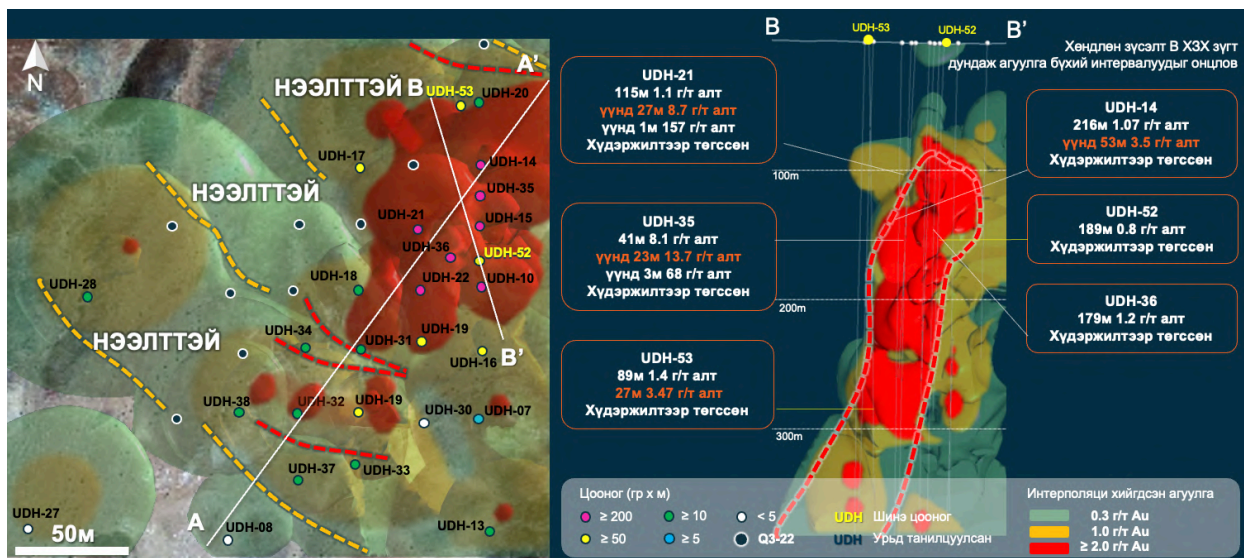 N
A'
НЭЭЛТТЭЙ
B
UDH-53
UDH-20
UDH-17
UDH-14
НЭЭЛТТЭЙ
UDH-35
UDH-21
UDH-15
UDH-36
UDH-52
UDH-28
UDH-18
UDH-22
UDH-10
НЭЭЛТТЭЙ
UDH-34
UDH-31
UDH-19
UDH-16
B'
UDH-38
UDH-32
UDH-19
UDH-30
UDH-07
UDH-37
UDH-33
A
UDH-27
50м
UDH-08
UDH-13
B
B'
UDH-53
UDH-52
Хөндлөн зүсэлт B ХЗХ зүгт
дундаж агуулга бүхий интервалуудыг онцлов
UDH-21
115м 1.1 г/т алт
үүнд 27м 8.7 г/т алт
үүнд 1м 157 г/т алт
Хүдэржилтээр төгссөн
UDH-35
41м 8.1 г/т алт
үүнд 23м 13.7 г/т алт
үүнд 3м 68 г/т алт
Хүдэржилтээр төгссөн
UDH-53
89м 1.4 г/т алт
27м 3.47 г/т алт
Хүдэржилтээр төгссөн
100m
200m
300m
UDH-14
216м 1.07 г/т алт
үүнд 53м 3.5 г/т алт
Хүдэржилтээр төгссөн
UDH-52
189м 0.8 г/т алт
Хүдэржилтээр төгссөн
UDH-36
179м 1.2 г/т алт
Хүдэржилтээр төгссөн
Цооног (гр х м)
≥ 200
≥ 10
< 5
UDH Шинэ цооног
≥ 50
≥ 5
Q3-22
UDH Урьд танилцуулсан
Интерполяци хийгдсэн агуулга
0.3 г/т Au
1.0 г/т Au
≥ 2.0 г/т Au